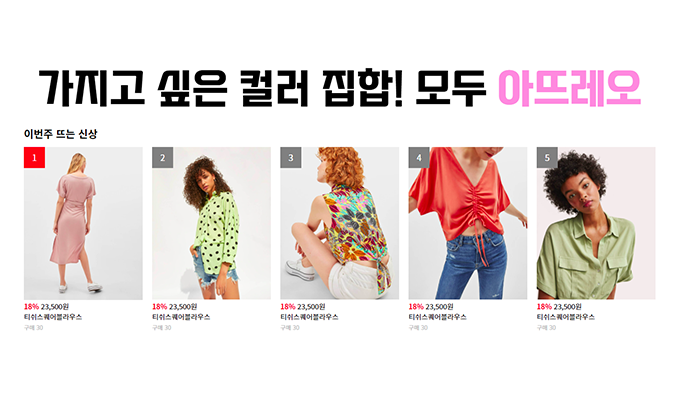 가지고 싶은 컬러 집합! 모두 아뜨레오
이번주 뜨는 신상
1
2
3
4
5
18% 23,500원
티쉬스퀘어블라우스
구매 30
18% 23,500원
티쉬스퀘어블라우스
구매 30
18% 23,500원
티쉬스퀘어블라우스
구매 30
18% 23,500원
티쉬스퀘어블라우스
구매 30
18% 23,500원
티쉬스퀘어블라우스
구매 30